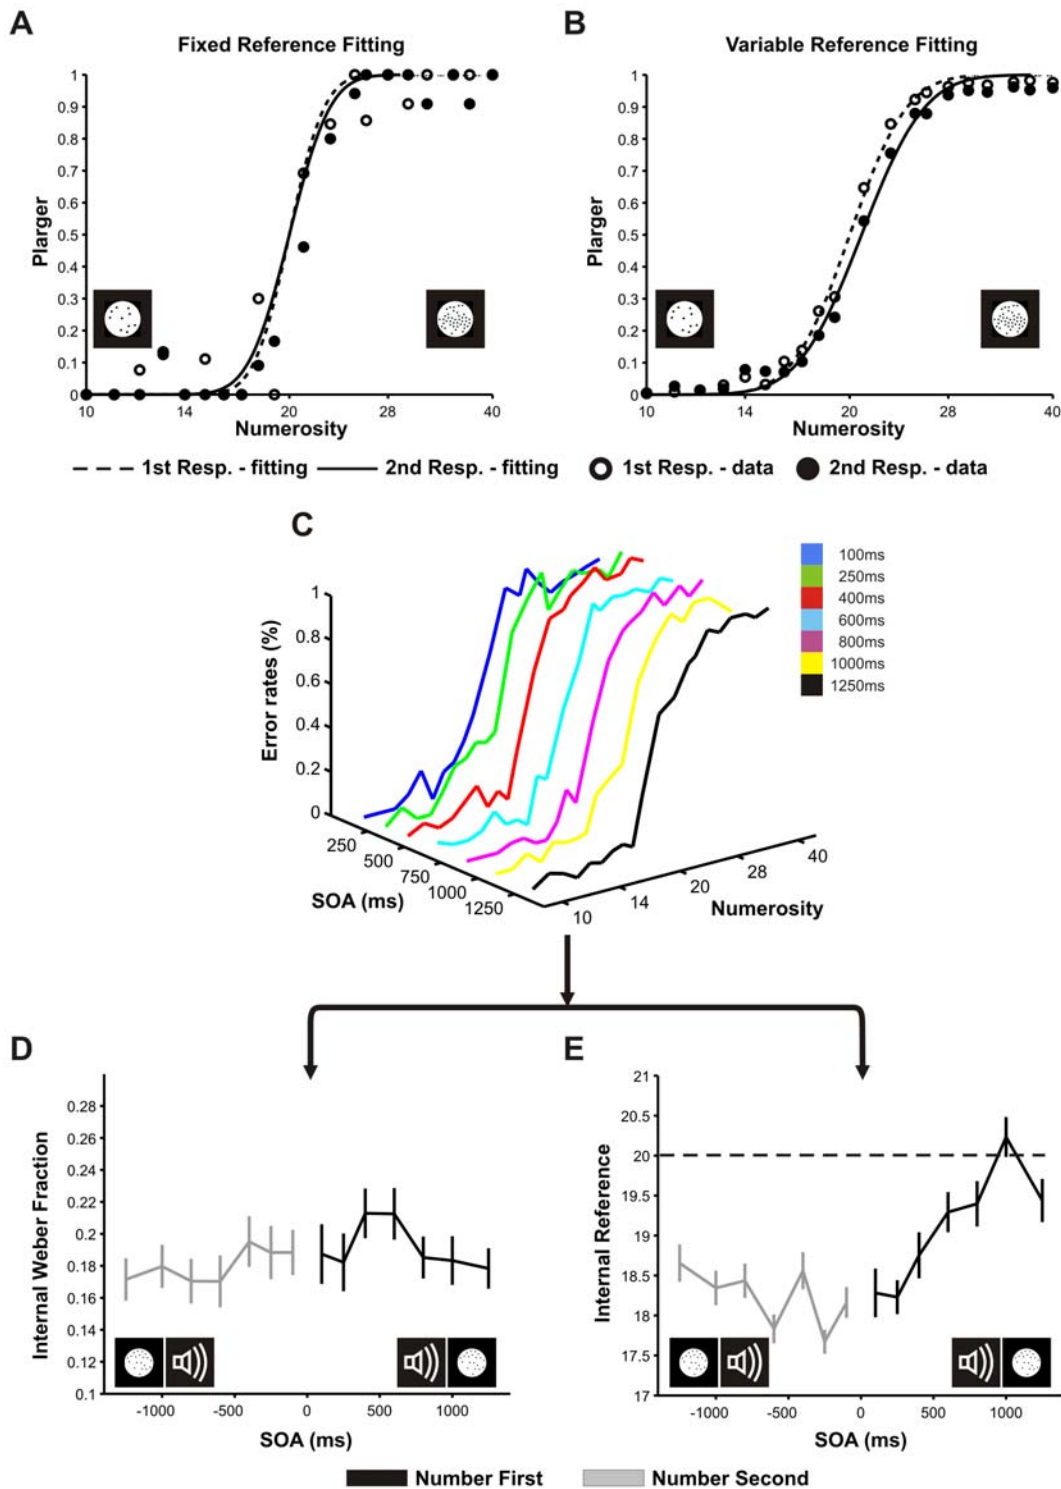 A
Fixed Reference Fitting
Plarger
1
0.9
0.8
0.7
0.6
0.5
0.4
0.3
0.2
0.1
0
10 14 20 28 40
Numerosity
B
Variable Reference Fitting
Plarger
1
0.9
0.8
0.7
0.6
0.5
0.4
0.3
0.2
0.1
0
10 14 20 28 40
Numerosity
1st Resp. - fitting 2nd Resp. - fitting 1st Resp. - data 2nd Resp. - data
C
Error rates (%)
1
0.8
0.6
0.4
0.2
0
250
500
750
1000
1250
SOA (ms)
10
14
20
28
40
Numerosity
100ms
250ms
400ms
600ms
800ms
1000ms
1250ms
D
Internal Weber Fraction
0.28
0.26
0.24
0.22
0.2
0.18
0.16
0.14
0.12
0.1
-1000 -500 0 500 1000
SOA (ms)
E
Internal Reference
21
20.5
20
19.5
19
18.5
18
17.5
17
-1000 -500 0 500 1000
SOA (ms)
Number First Number Second